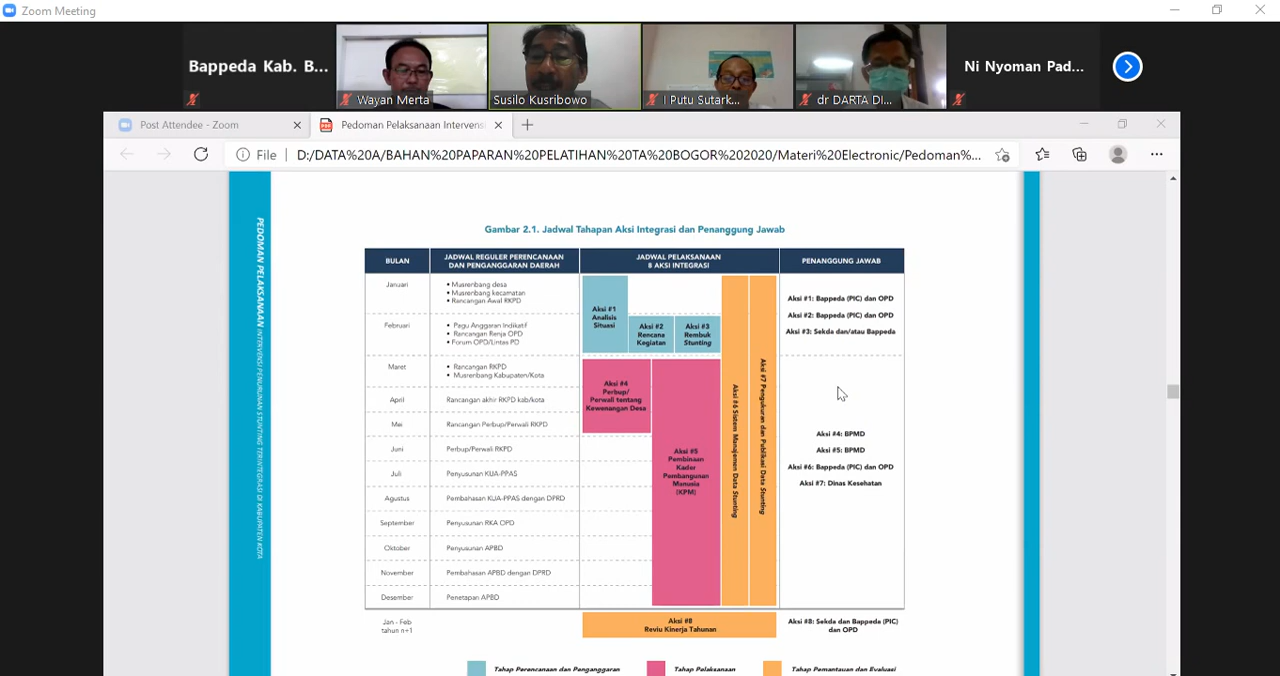 Zoom Meeting
Bappeda Kab. B...
Wayan Merta
Susilo Kusribowo
I Putu Sutark...
dr DARTA DI...
Ni Nyoman Pad...
Post Attendee - Zoom
Pedoman Pelaksanaan Intervensi
File
D:/DATA%20A/BAHAN%20PAPARAN%20PELATIHAN%20TA%20BOGOR%202020/Materi%20Electronic/Pedoman%...
PEDOMAN PELAKSANAAN INTERVENSI PENURUNAN STUNTING TERINTEGRASI DI KABUPATEN KOTA
Gambar 2.1. Jadwal Tahapan Aksi Integrasi dan Penanggung Jawab
BULAN
JADWAL REGULER PERENCANAAN
DAN PENGANGGARAN DAERAH
JADWAL PELAKSANAAN
8 AKSI INTEGRASI
PENANGGUNG JAWAB
Januari
• Musrenbang desa
• Musrenbang kecamatan
• Rancangan Awal RKPD
Februari
• Pagu Anggaran Indikatif
• Rancangan Renja OPD
• Forum OPD/Lintas PD
Maret
• Rancangan RKPD
• Musrenbang Kabupaten/Kota
April
Rancangan akhir RKPD kab/kota
Mei
Rancangan Perbup/Perwali RKPD
Juni
Perbup/Perwali RKPD
Juli
Penyusunan KUA-PPAS
Agustus
Pembahasan KUA-PPAS dengan DPRD
September
Penyusunan RKA OPD
Oktober
Penyusunan APBD
November
Pembahasan APBD dengan DPRD
Desember
Penetapan APBD
Jan - Feb
tahun n+1
Aksi #1
Analisis
Situasi
Aksi #2
Rencana
Kegiatan
Aksi #3
Rembuk
Stunting
Aksi #4
Perbup/
Perwali tentang
Kewenangan Desa
Aksi #5
Pembinaan
Kader
Pembangunan
Manusia
(KPM)
Aksi #6 Sistem Manajemen Data Stunting
Aksi #7 Pengukuran dan Publikasi Data Stunting
Aksi #8
Reviu Kinerja Tahunan
Aksi #1: Bappeda (PIC) dan OPD
Aksi #2: Bappeda (PIC) dan OPD
Aksi #3: Sekda dan/atau Bappeda
Aksi #4: BPMD
Aksi #5: BPMD
Aksi #6: Bappeda (PIC) dan OPD
Aksi #7: Dinas Kesehatan
Aksi #8: Sekda dan Bappeda (PIC)
dan OPD
Tahap Perencanaan dan Penganggaran
Tahap Pelaksanaan
Tahap Pemantauan dan Evaluasi